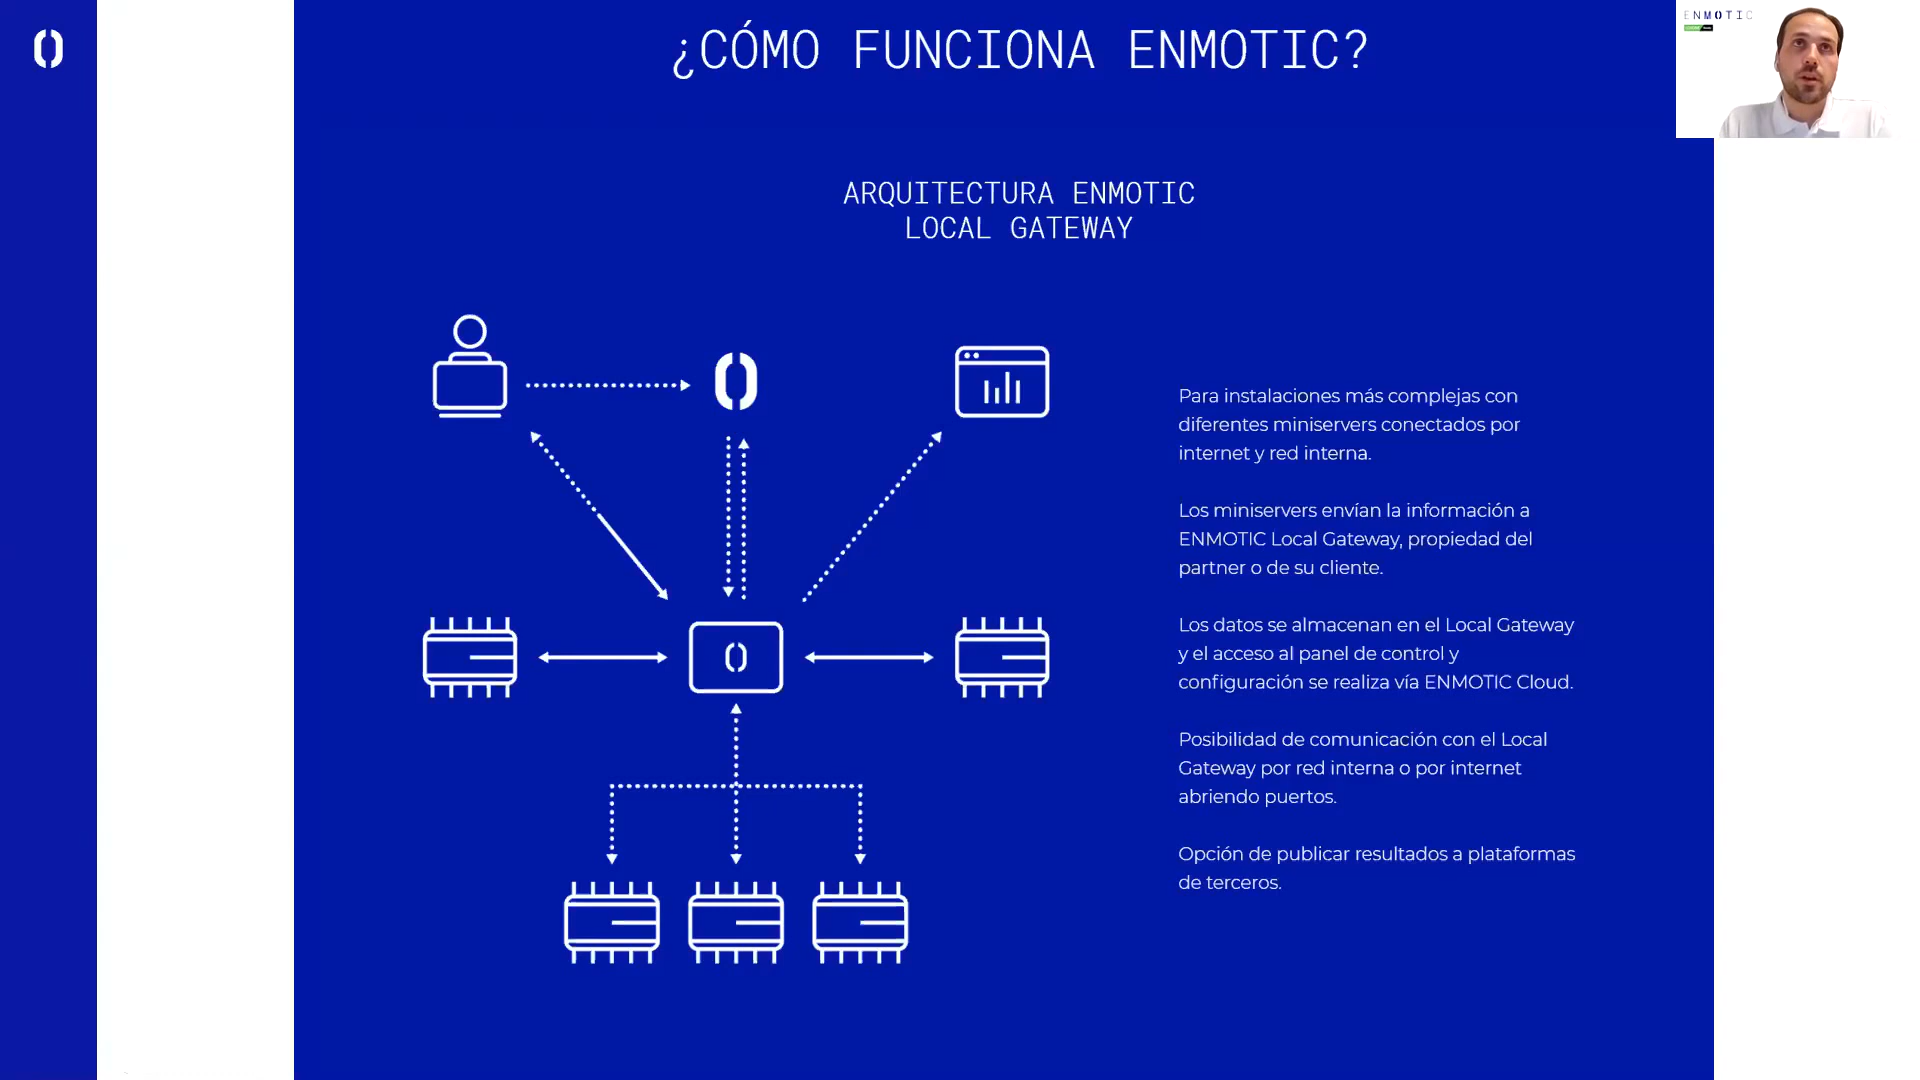 ¿CÓMO FUNCIONA ENMOTIC?
ENMOTIC
ARQUITECTURA ENMOTIC
LOCAL GATEWAY
Para instalaciones más complejas con
diferentes miniservers conectados por
internet y red interna.
Los miniservers envían la información a
ENMOTIC Local Gateway, propiedad del
partner o de su cliente.
Los datos se almacenan en el Local Gateway
y el acceso al panel de control y
configuración se realiza vía ENMOTIC Cloud.
Posibilidad de comunicación con el Local
Gateway por red interna o por internet
abriendo puertos.
Opción de publicar resultados a plataformas
de terceros.